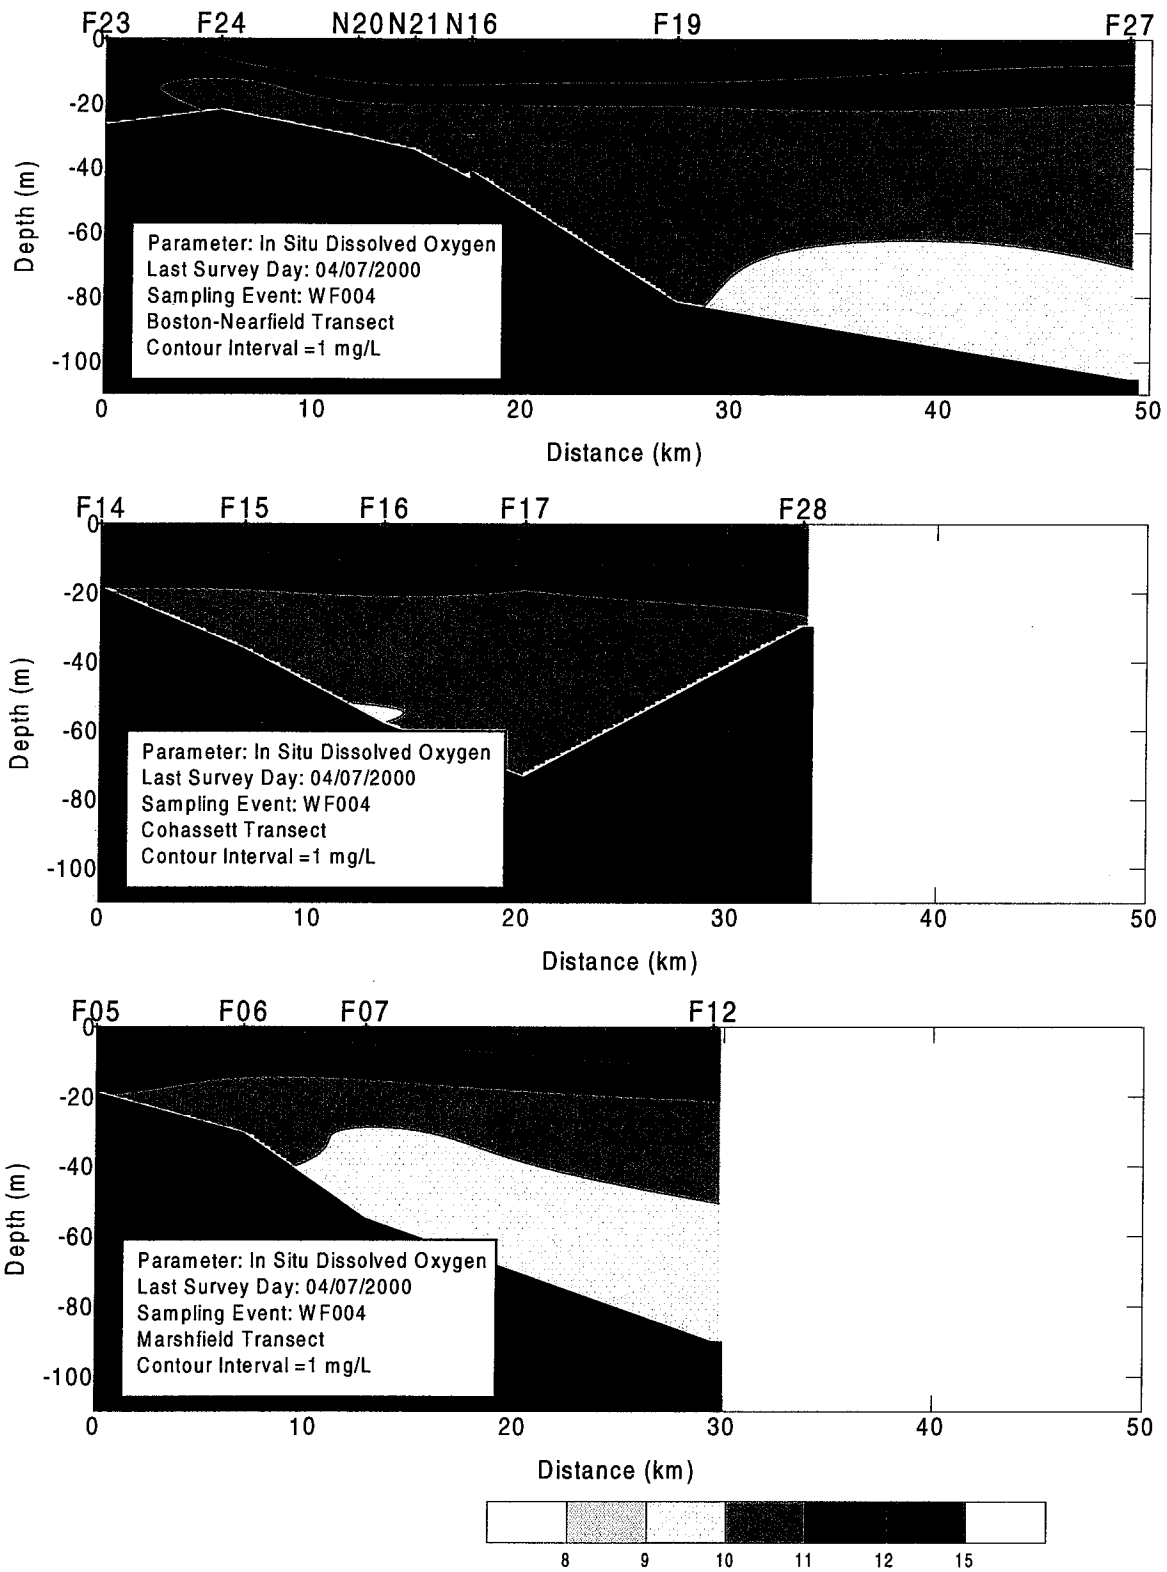 F23 F24 N20 N21 N16 F19 F27
0
-20
-40
-60
-80
-100
Depth (m)
Parameter: In Situ Dissolved Oxygen
Last Survey Day: 04/07/2000
Sampling Event: WF004
Boston-Nearfield Transect
Contour Interval =1 mg/L
0 10 20 30 40 50
Distance (km)
F14 F15 F16 F17 F28
0
-20
-40
-60
-80
-100
Depth (m)
Parameter: In Situ Dissolved Oxygen
Last Survey Day: 04/07/2000
Sampling Event: WF004
Cohassett Transect
Contour Interval =1 mg/L
0 10 20 30 40 50
Distance (km)
F05 F06 F07 F12
0
-20
-40
-60
-80
-100
Depth (m)
Parameter: In Situ Dissolved Oxygen
Last Survey Day: 04/07/2000
Sampling Event: WF004
Marshfield Transect
Contour Interval =1 mg/L
0 10 20 30 40 50
Distance (km)
8 9 10 11 12 15